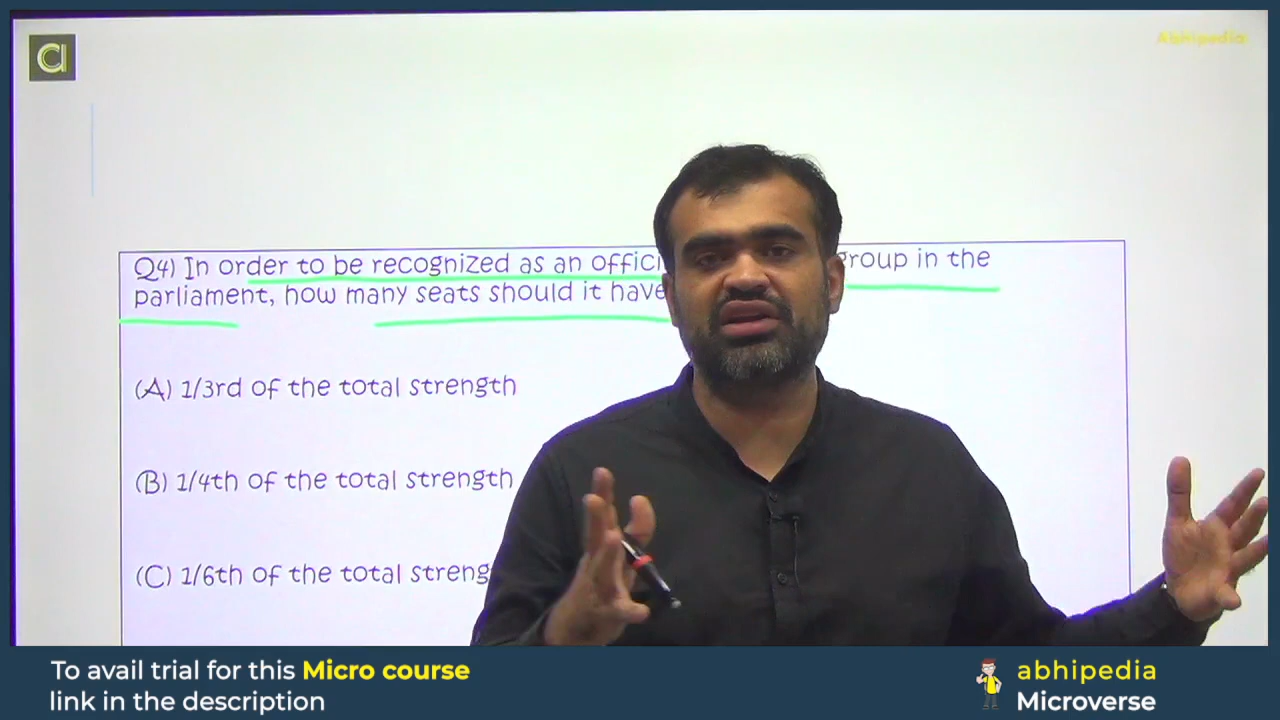 Abhipedia
Q4) In order to be recognized as an offici group in the
parliament, how many seats should it have
(A) 1/3rd of the total strength
(B) 1/4th of the total strength
(C) 1/6th of the total streng
To avail trial for this Micro course
link in the description
abhipedia
Microverse